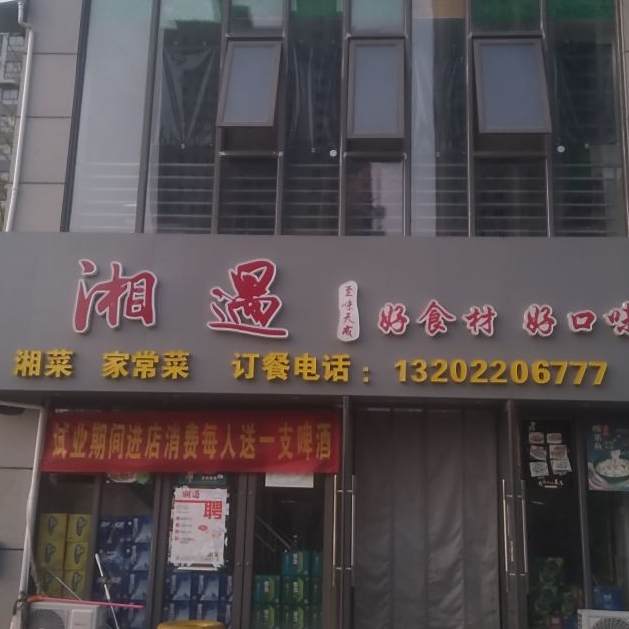 湘遇 至味天成 好食材 好口味
湘菜 家常菜 订餐电话：13202206777
试业期间进店消费每人送一支啤酒
湘遇
聘